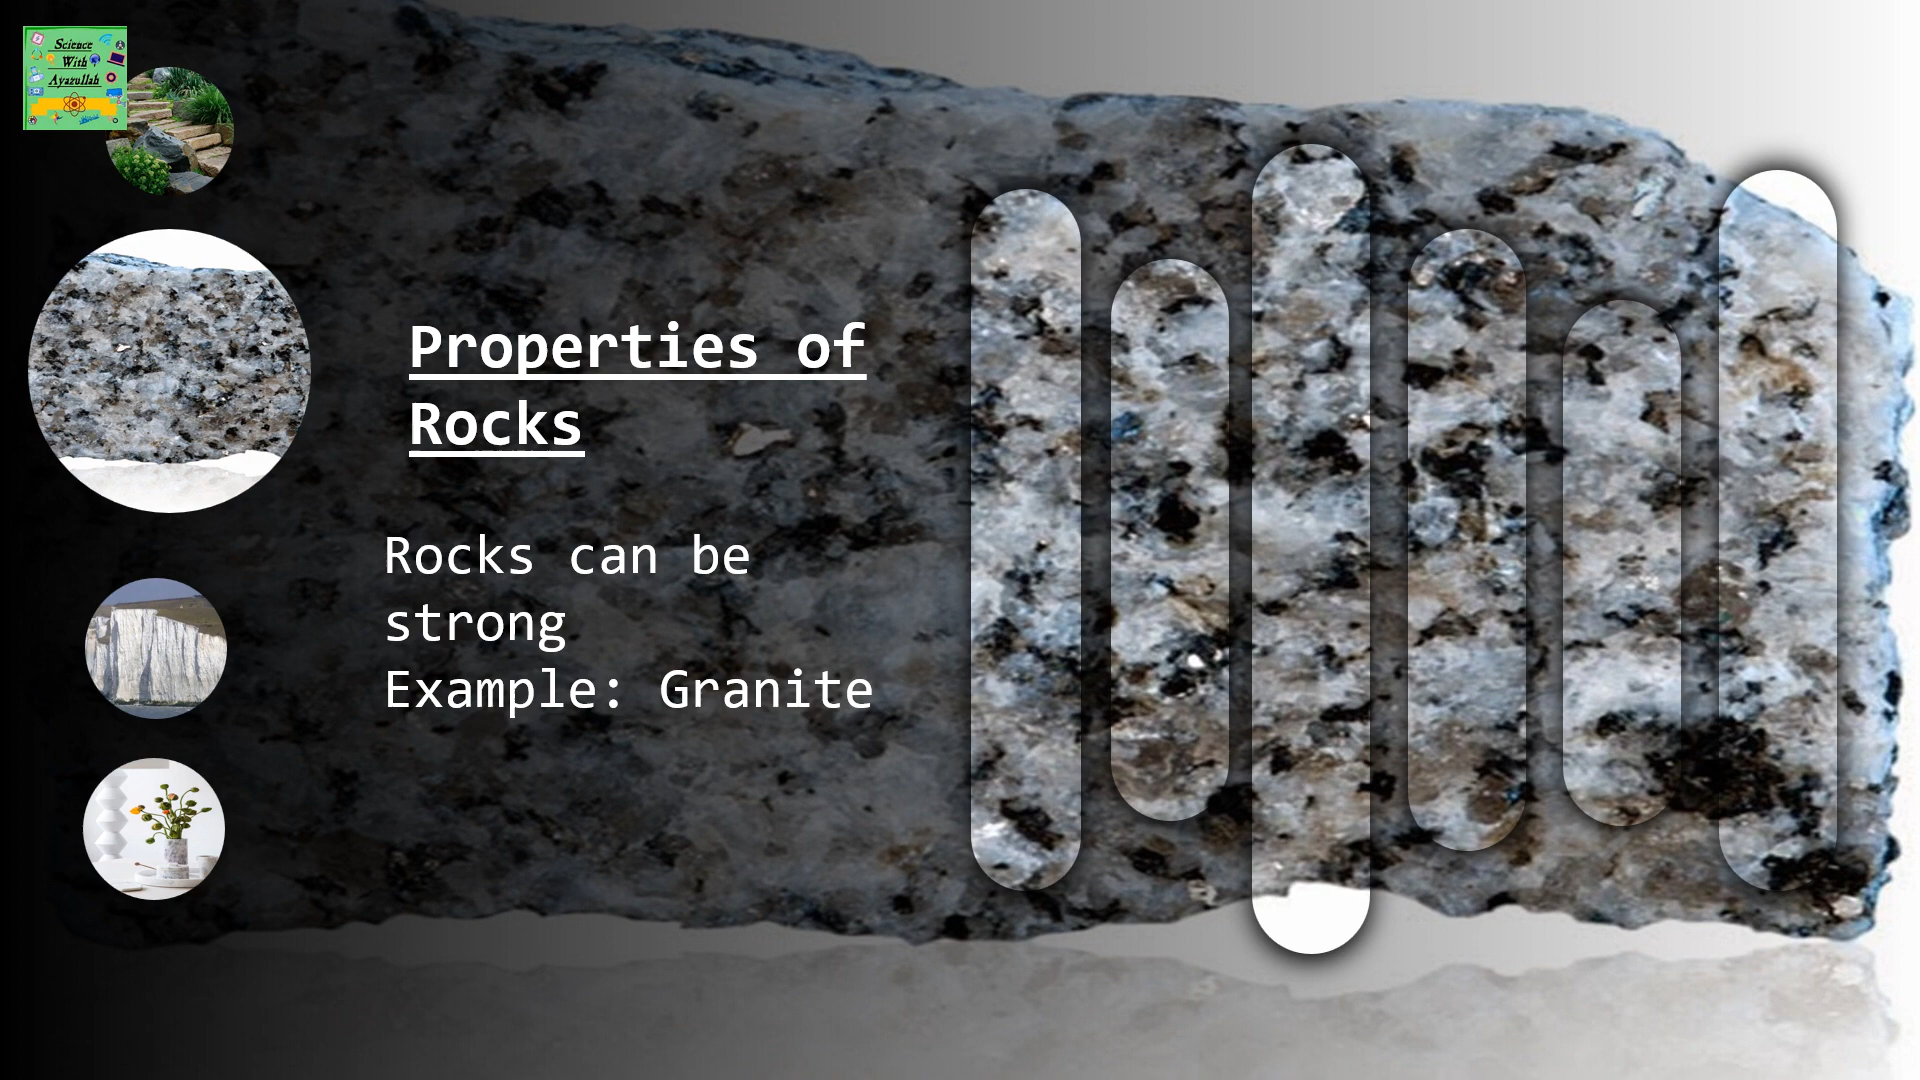 Science
With
Ayazullah
Properties of
Rocks
Rocks can be
strong
Example: Granite